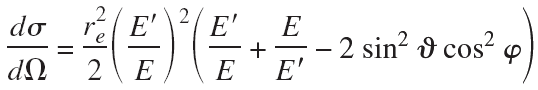 dσ/dΩ = r_e^2/2 (E′/E)^2 (E′/E + E/E′ − 2 sin^2 ϑ cos^2 φ)